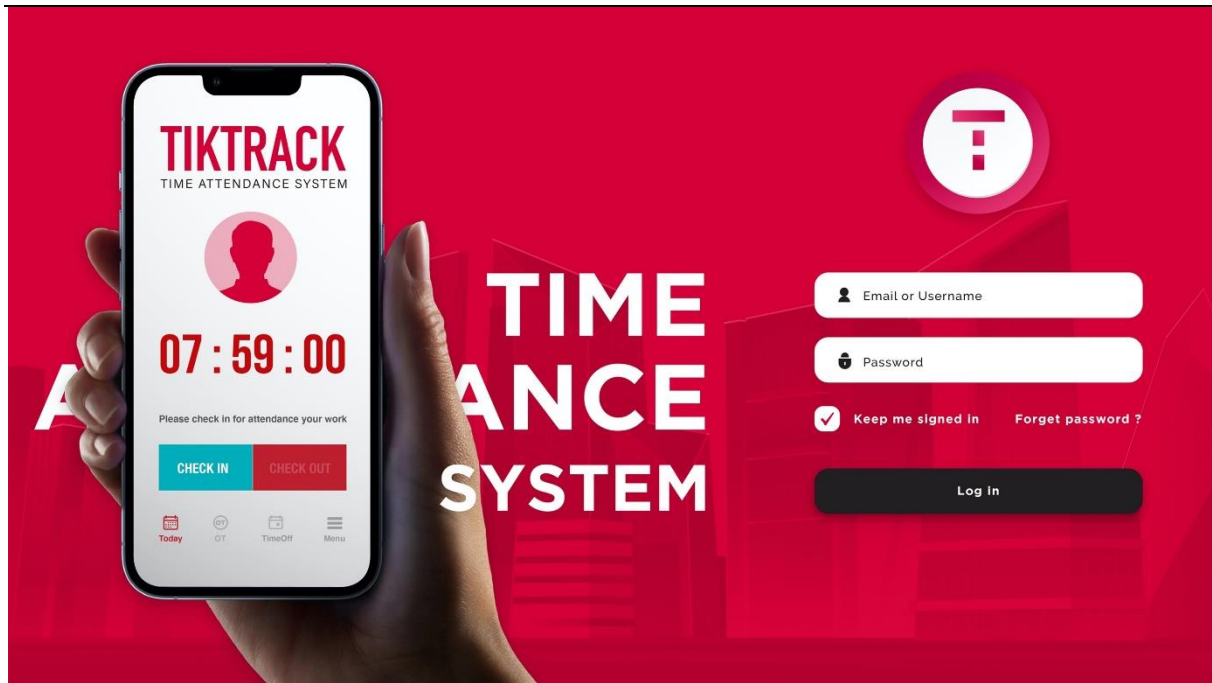 TIKTRACK
TIME ATTENDANCE SYSTEM
07 : 59 : 00
Please check in for attendance your work
CHECK IN
CHECK OUT
Today
OT
OT
TimeOff
Menu
TIME
A ANCE
SYSTEM
T
Email or Username
Password
Keep me signed in
Forget password ?
Log in